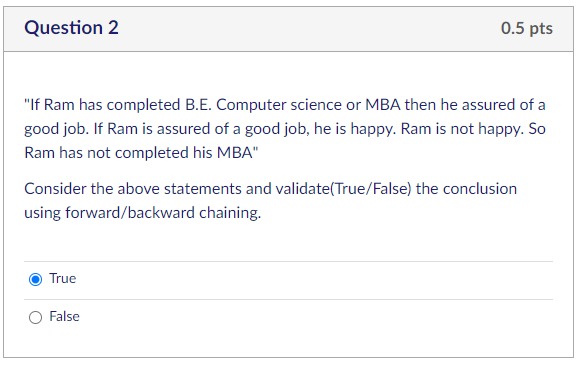 Question 2
0.5 pts
"If Ram has completed B.E. Computer science or MBA then he assured of a
good job. If Ram is assured of a good job, he is happy. Ram is not happy. So
Ram has not completed his MBA"
Consider the above statements and validate(True/False) the conclusion
using forward/backward chaining.
True
False